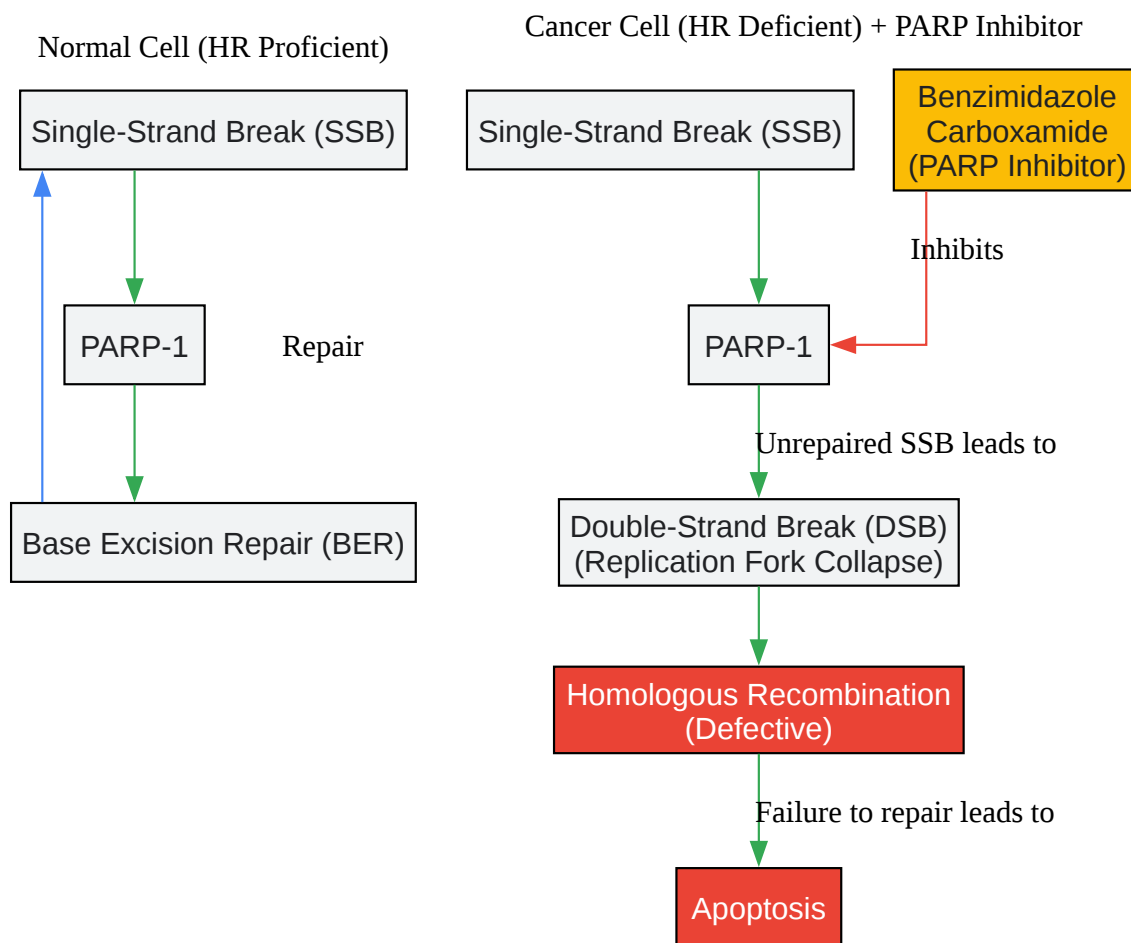 Normal Cell (HR Proficient)
Single-Strand Break (SSB)
PARP-1
Repair
Base Excision Repair (BER)
Cancer Cell (HR Deficient) + PARP Inhibitor
Single-Strand Break (SSB)
Benzimidazole
Carboxamide
(PARP Inhibitor)
Inhibits
PARP-1
Unrepaired SSB leads to
Double-Strand Break (DSB)
(Replication Fork Collapse)
Homologous Recombination
(Defective)
Failure to repair leads to
Apoptosis